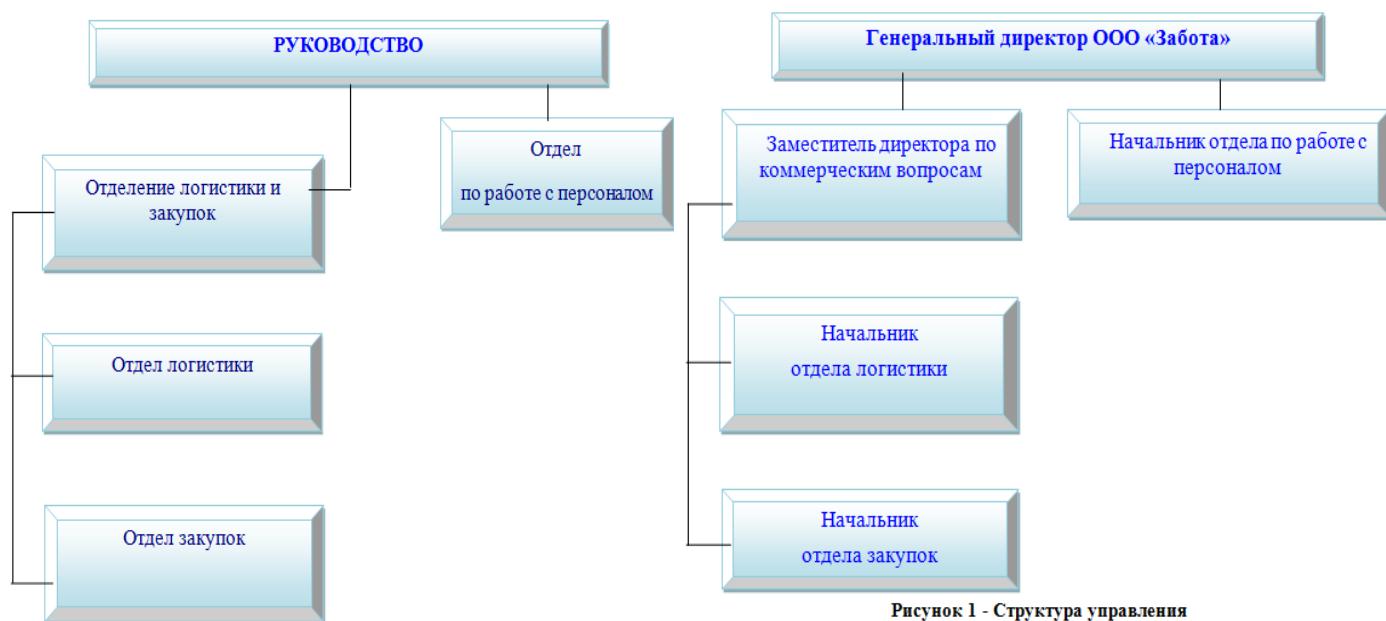 РУКОВОДСТВО
Отдел
по работе с персоналом
Отделение логистики и
закупок
Отдел логистики
Отдел закупок
Генеральный директор ООО «Забота»
Заместитель директора по
коммерческим вопросам
Начальник отдела по работе с
персоналом
Начальник
отдела логистики
Начальник
отдела закупок
Рисунок 1 - Структура управления